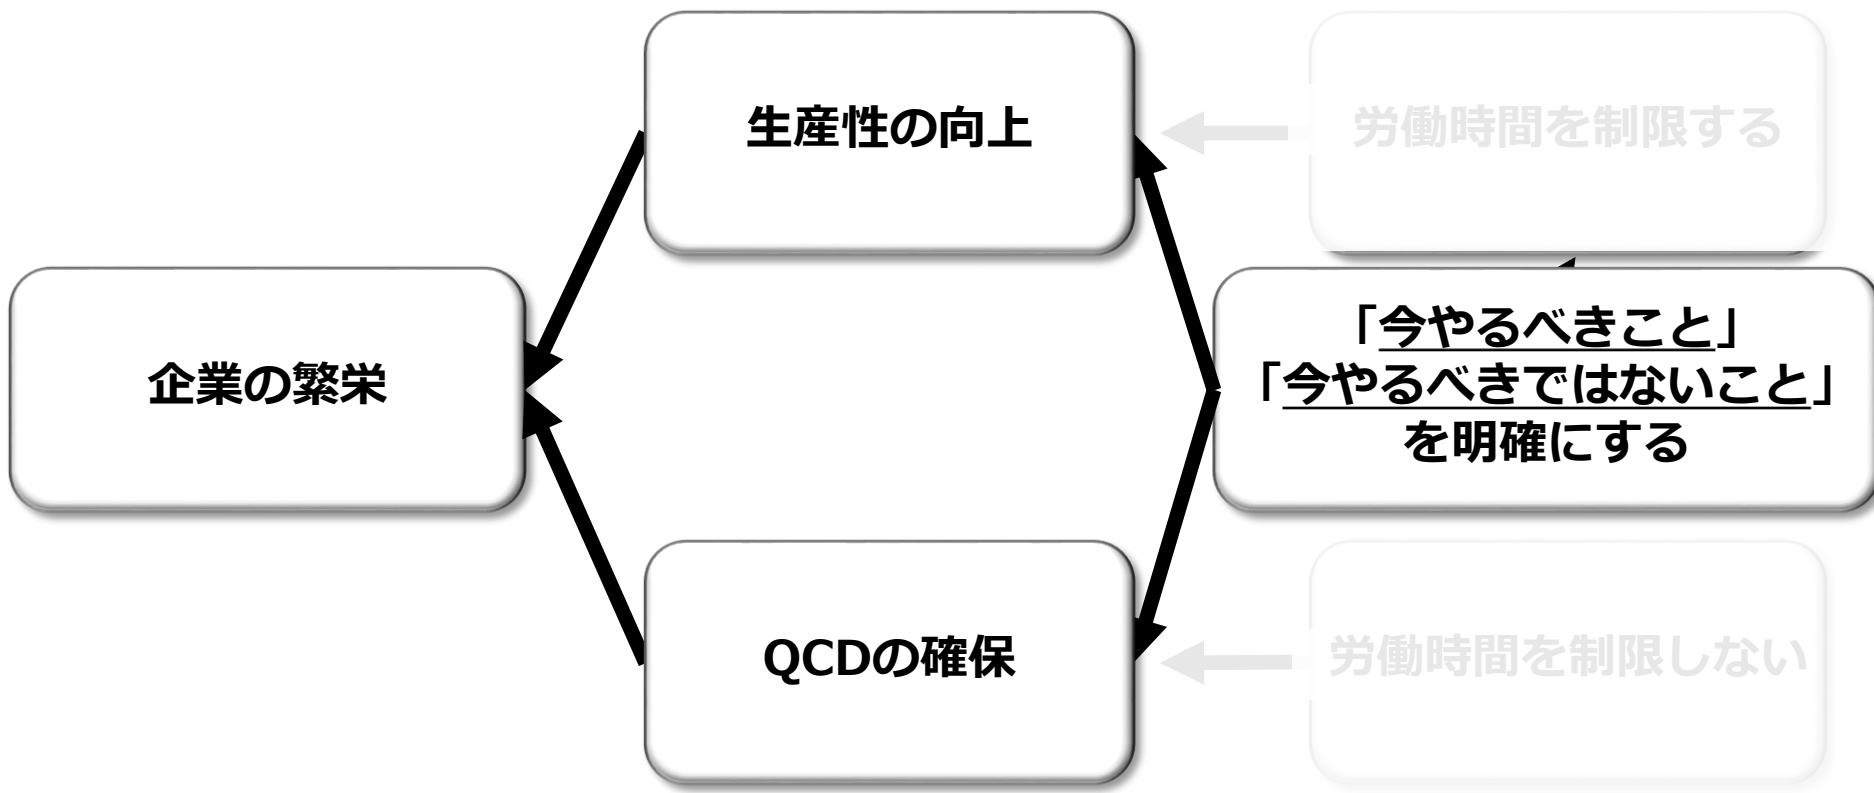 生産性の向上
労働時間を制限する
企業の繁栄
「今やるべきこと」
「今やるべきではないこと」
を明確にする
QCDの確保
労働時間を制限しない